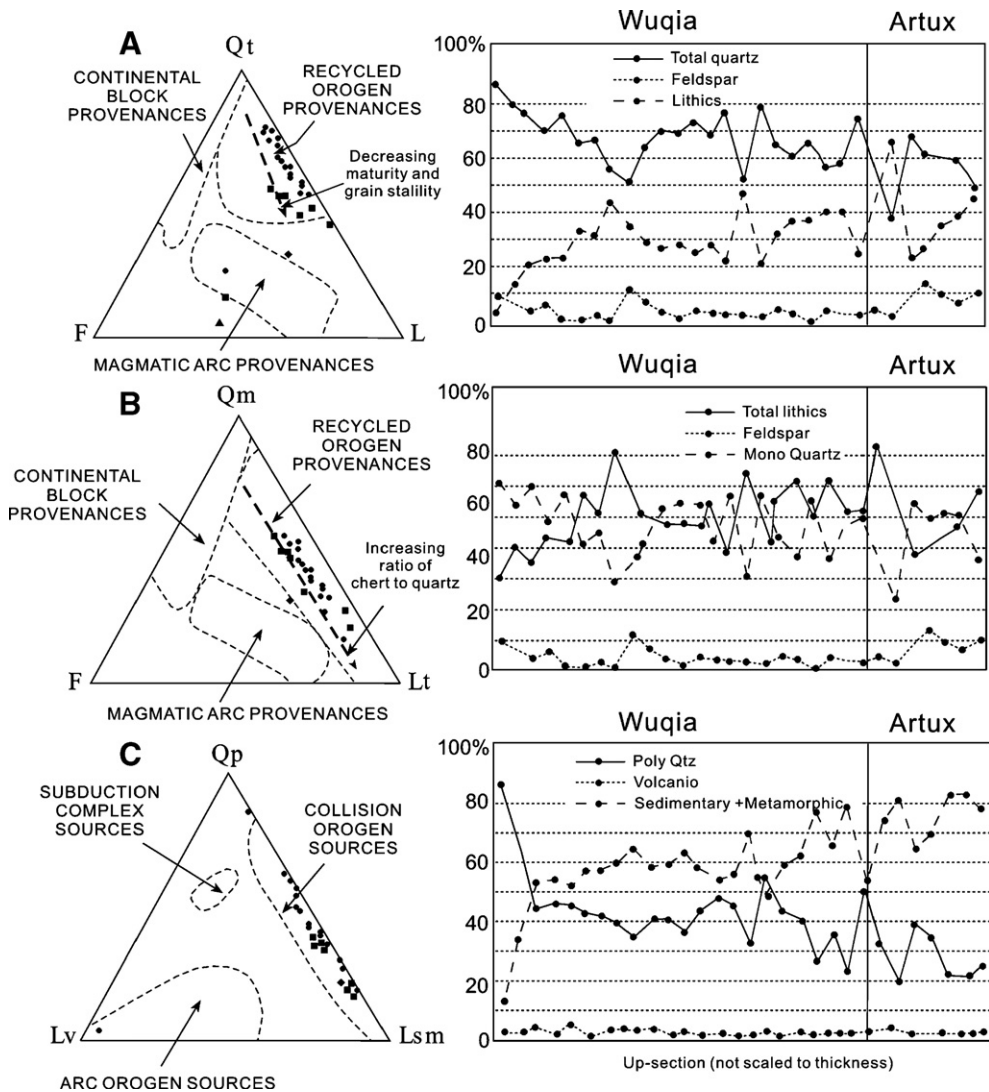 A
Qt
CONTINENTAL
BLOCK
PROVENANCES
RECYCLED
OROGEN
PROVENANCES
Decreasing
maturity and
grain stalility
F
L
MAGMATIC ARC PROVENANCES
Wuqia
Artux
100%
80
60
40
20
0
Total quartz
Feldspar
Lithics
B
Qm
RECYCLED
OROGEN PROVENANCES
CONTINENTAL
BLOCK
PROVENANCES
Increasing
ratio of
chert to quartz
F
Lt
MAGMATIC ARC PROVENANCES
Wuqia
Artux
100%
80
60
40
20
0
Total lithics
Feldspar
Mono Quartz
C
Qp
SUBDUCTION
COMPLEX
SOURCES
COLLISION
OROGEN
SOURCES
Lv
Lsm
ARC OROGEN SOURCES
Wuqia
Artux
100%
80
60
40
20
0
Poly Qtz
Volcanio
Sedimentary +Metamorphic
Up-section (not scaled to thickness)